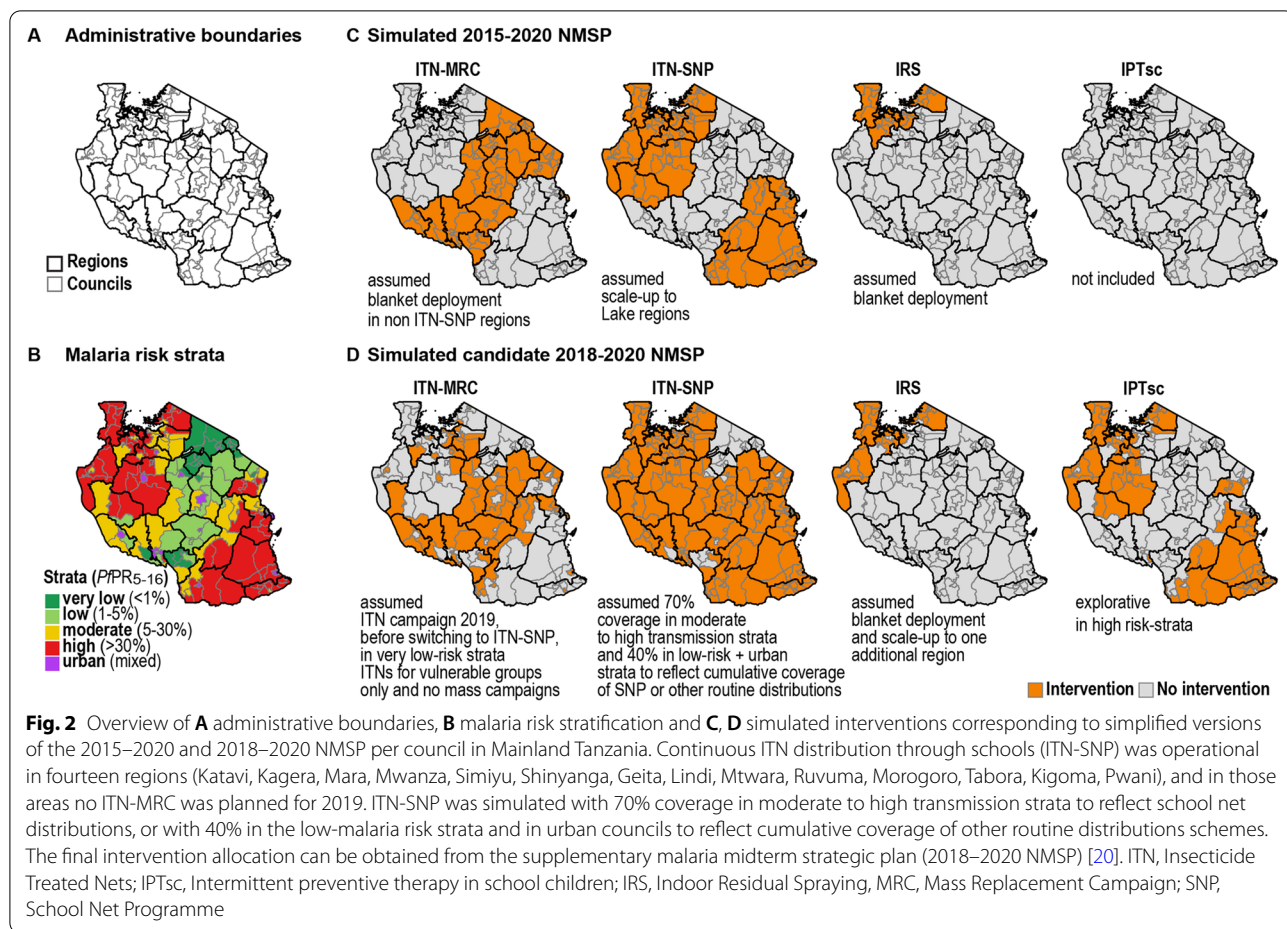 A Administrative boundaries
Regions
Councils
C Simulated 2015-2020 NMSP
ITN-MRC
assumed
blanket deployment
in non ITN-SNP regions
ITN-SNP
assumed
scale-up to
Lake regions
IRS
assumed
blanket deployment
IPTsc
not included
B Malaria risk strata
Strata (PfPR5-16)
very low (<1%)
low (1-5%)
moderate (5-30%)
high (>30%)
urban (mixed)
D Simulated candidate 2018-2020 NMSP
ITN-MRC
assumed
ITN campaign 2019,
before switching to ITN-SNP,
in very low-risk strata
ITNs for vulnerable groups
only and no mass campaigns
ITN-SNP
assumed 70%
coverage in moderate
to high transmission strata
and 40% in low-risk + urban
strata to reflect cumulative coverage
of SNP or other routine distributions
IRS
assumed
blanket deployment
and scale-up to one
additional region
IPTsc
explorative
in high risk-strata
Intervention No intervention
Fig. 2 Overview of A administrative boundaries, B malaria risk stratification and C, D simulated interventions corresponding to simplified versions
of the 2015–2020 and 2018–2020 NMSP per council in Mainland Tanzania. Continuous ITN distribution through schools (ITN-SNP) was operational
in fourteen regions (Katavi, Kagera, Mara, Mwanza, Simiyu, Shinyanga, Geita, Lindi, Mtwara, Ruvuma, Morogoro, Tabora, Kigoma, Pwani), and in those
areas no ITN-MRC was planned for 2019. ITN-SNP was simulated with 70% coverage in moderate to high transmission strata to reflect school net
distributions, or with 40% in the low-malaria risk strata and in urban councils to reflect cumulative coverage of other routine distributions schemes.
The final intervention allocation can be obtained from the supplementary malaria midterm strategic plan (2018–2020 NMSP) [20]. ITN, Insecticide
Treated Nets; IPTsc, Intermittent preventive therapy in school children; IRS, Indoor Residual Spraying, MRC, Mass Replacement Campaign; SNP,
School Net Programme